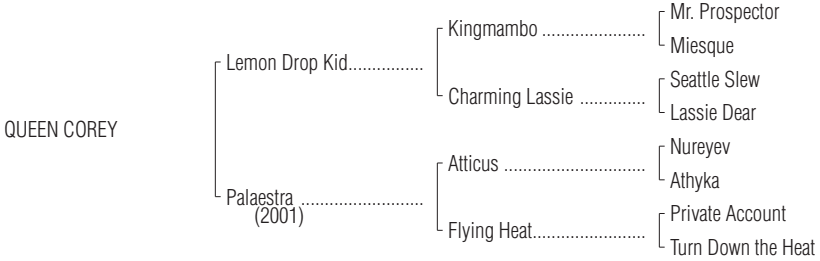 Mr. Prospector
Kingmambo ......................
Miesque
Lemon Drop Kid................
Seattle Slew
Charming Lassie ..............
Lassie Dear
QUEEN COREY
Nureyev
Atticus ..............................
Athyka
Palaestra ..........................
(2001)
Private Account
Flying Heat........................
Turn Down the Heat